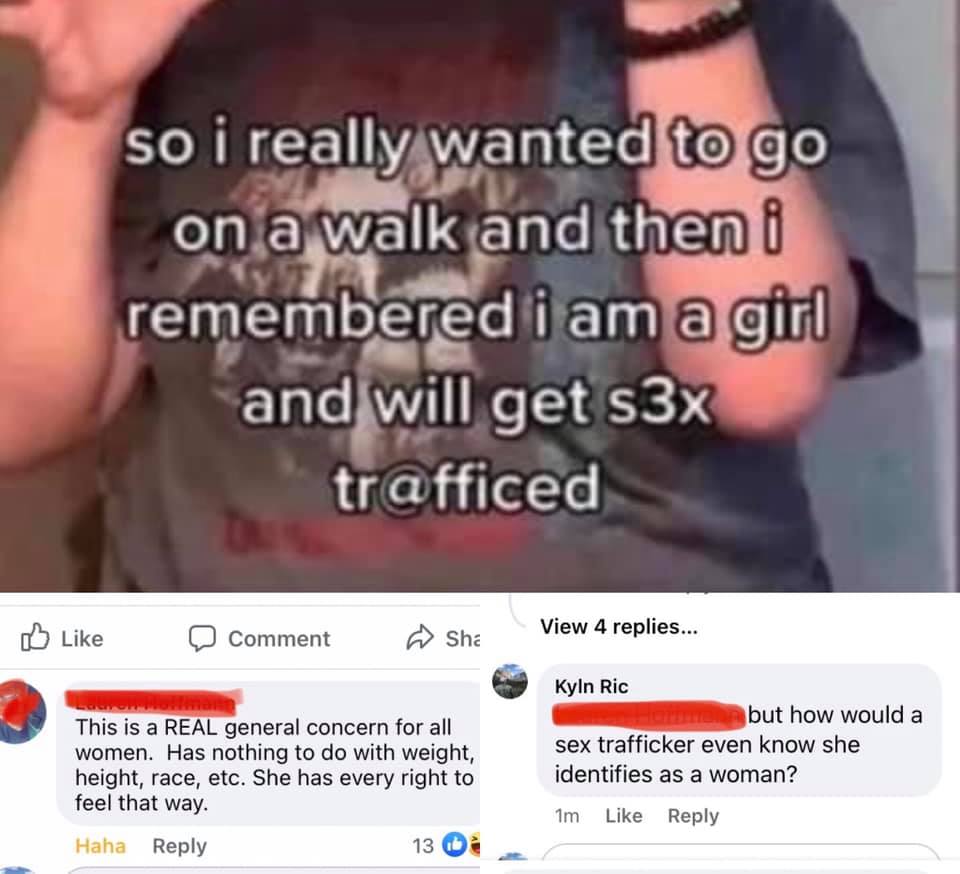 so i really wanted to go
on a walk and then i
remembered i am a girl
and will get s3x
tr@fficed
Like
Comment
Sha
This is a REAL general concern for all
women. Has nothing to do with weight,
height, race, etc. She has every right to
feel that way.
Haha
Reply
13
View 4 replies...
Kyln Ric
but how would a
sex trafficker even know she
identifies as a woman?
1m
Like
Reply